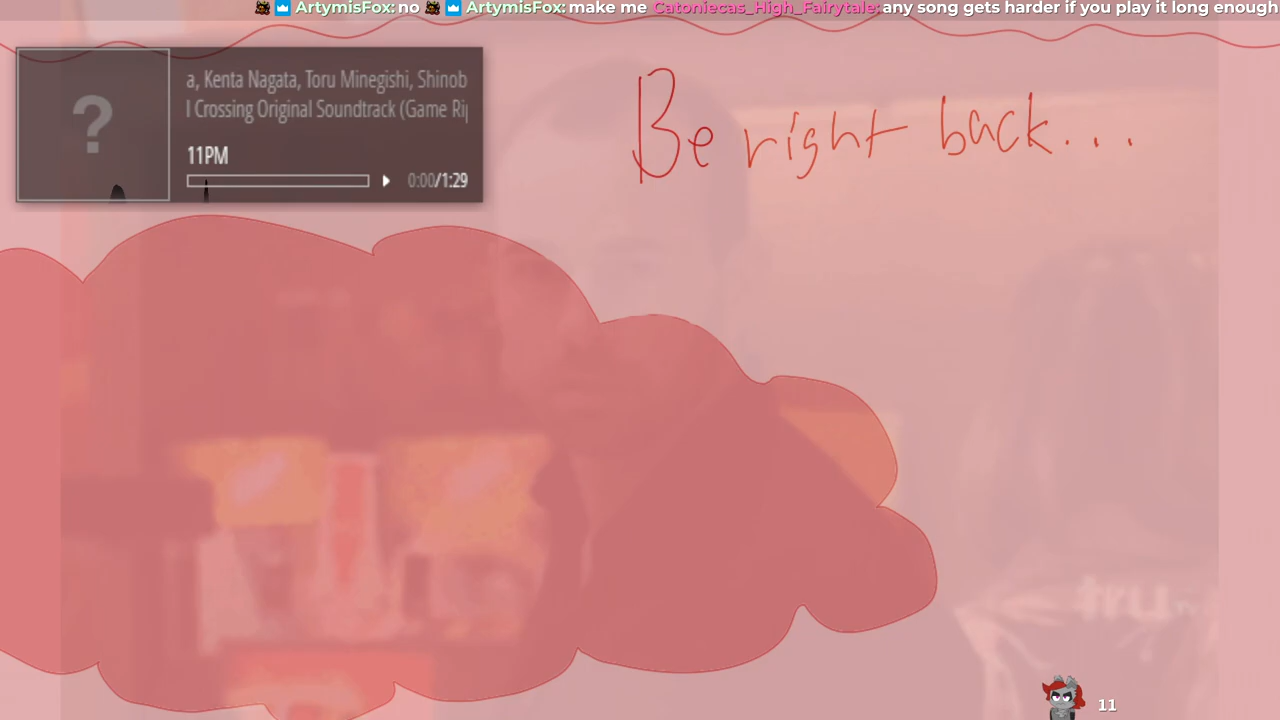 ArtymisFox: no ArtymisFox: make me Catoniecas_High_Fairytale: any song gets harder if you play it long enough
a, Kenta Nagata, Toru Minegishi, Shinob
l Crossing Original Soundtrack (Game Rip
11PM
0:00/1:29
?
Be right back...
11